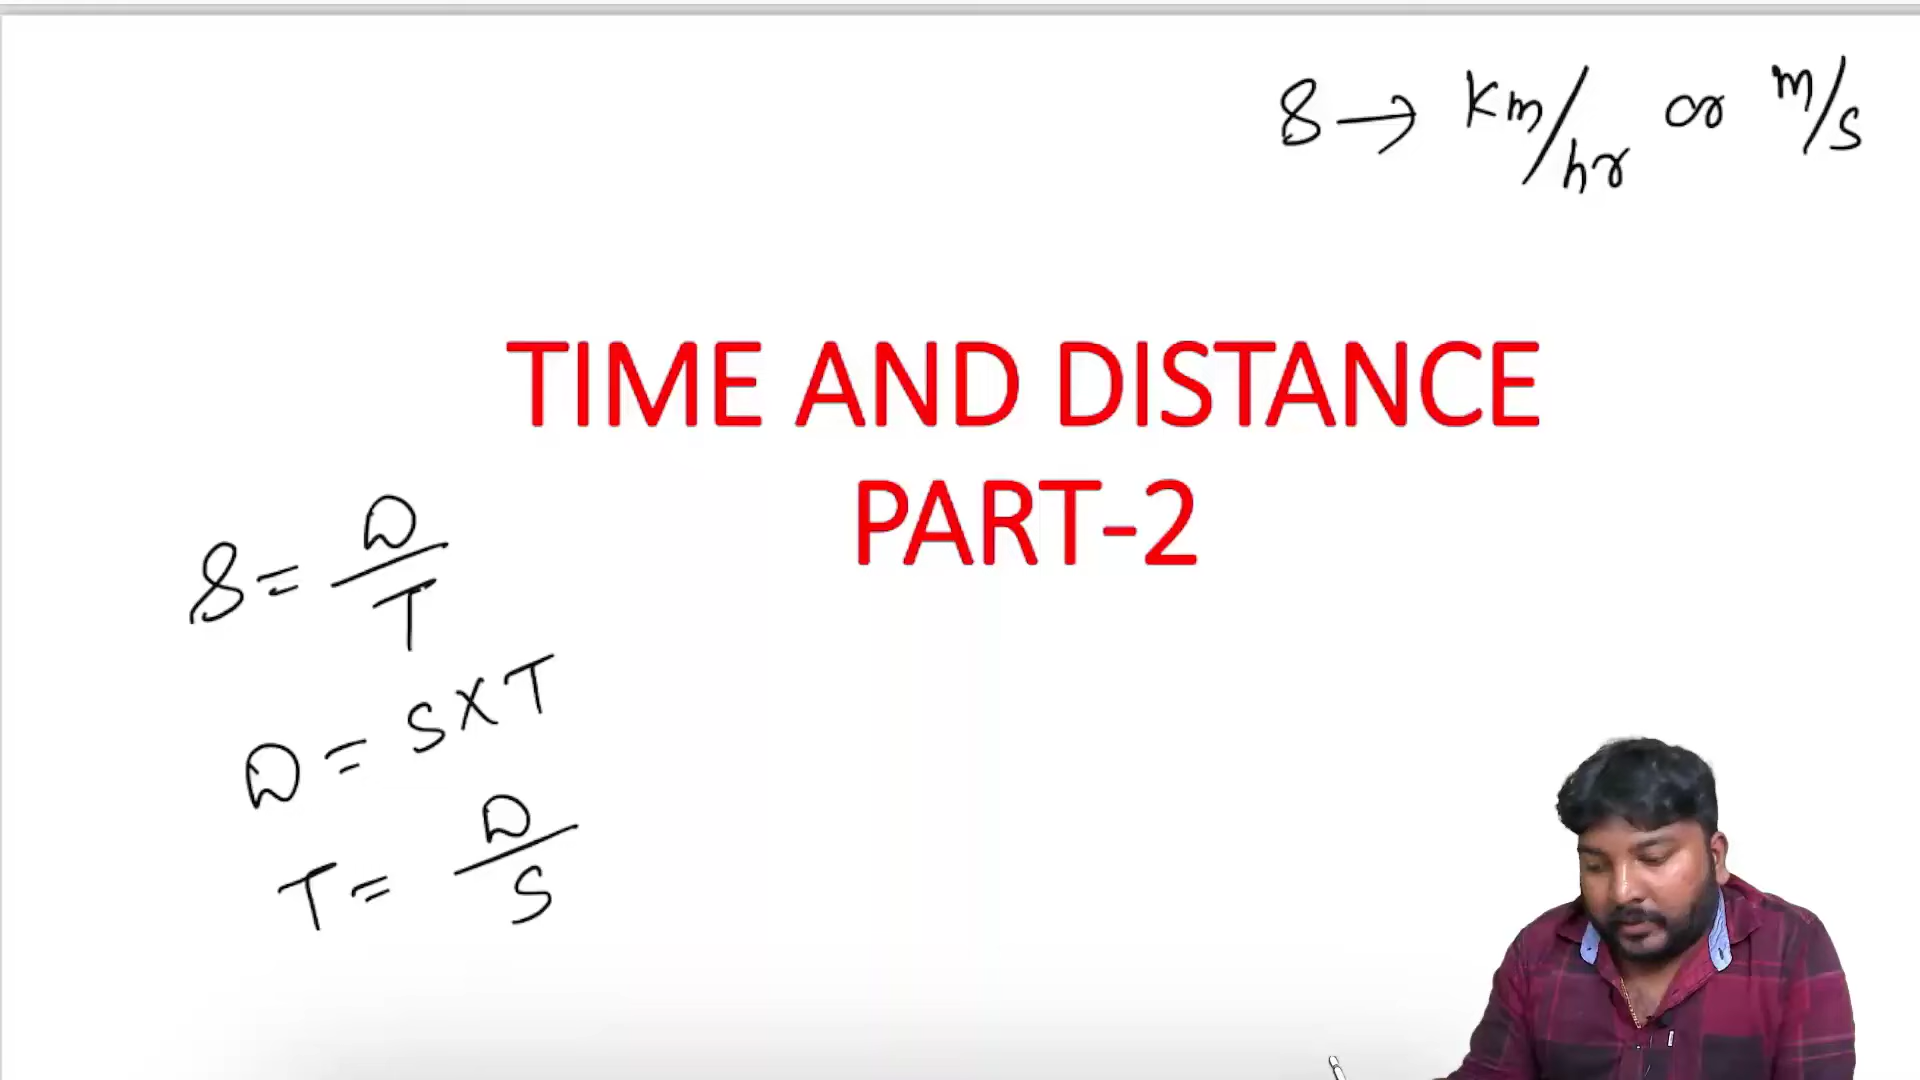 S → Km/hr or m/s
TIME AND DISTANCE
PART-2
S = D/T
D = S X T
T = D/S